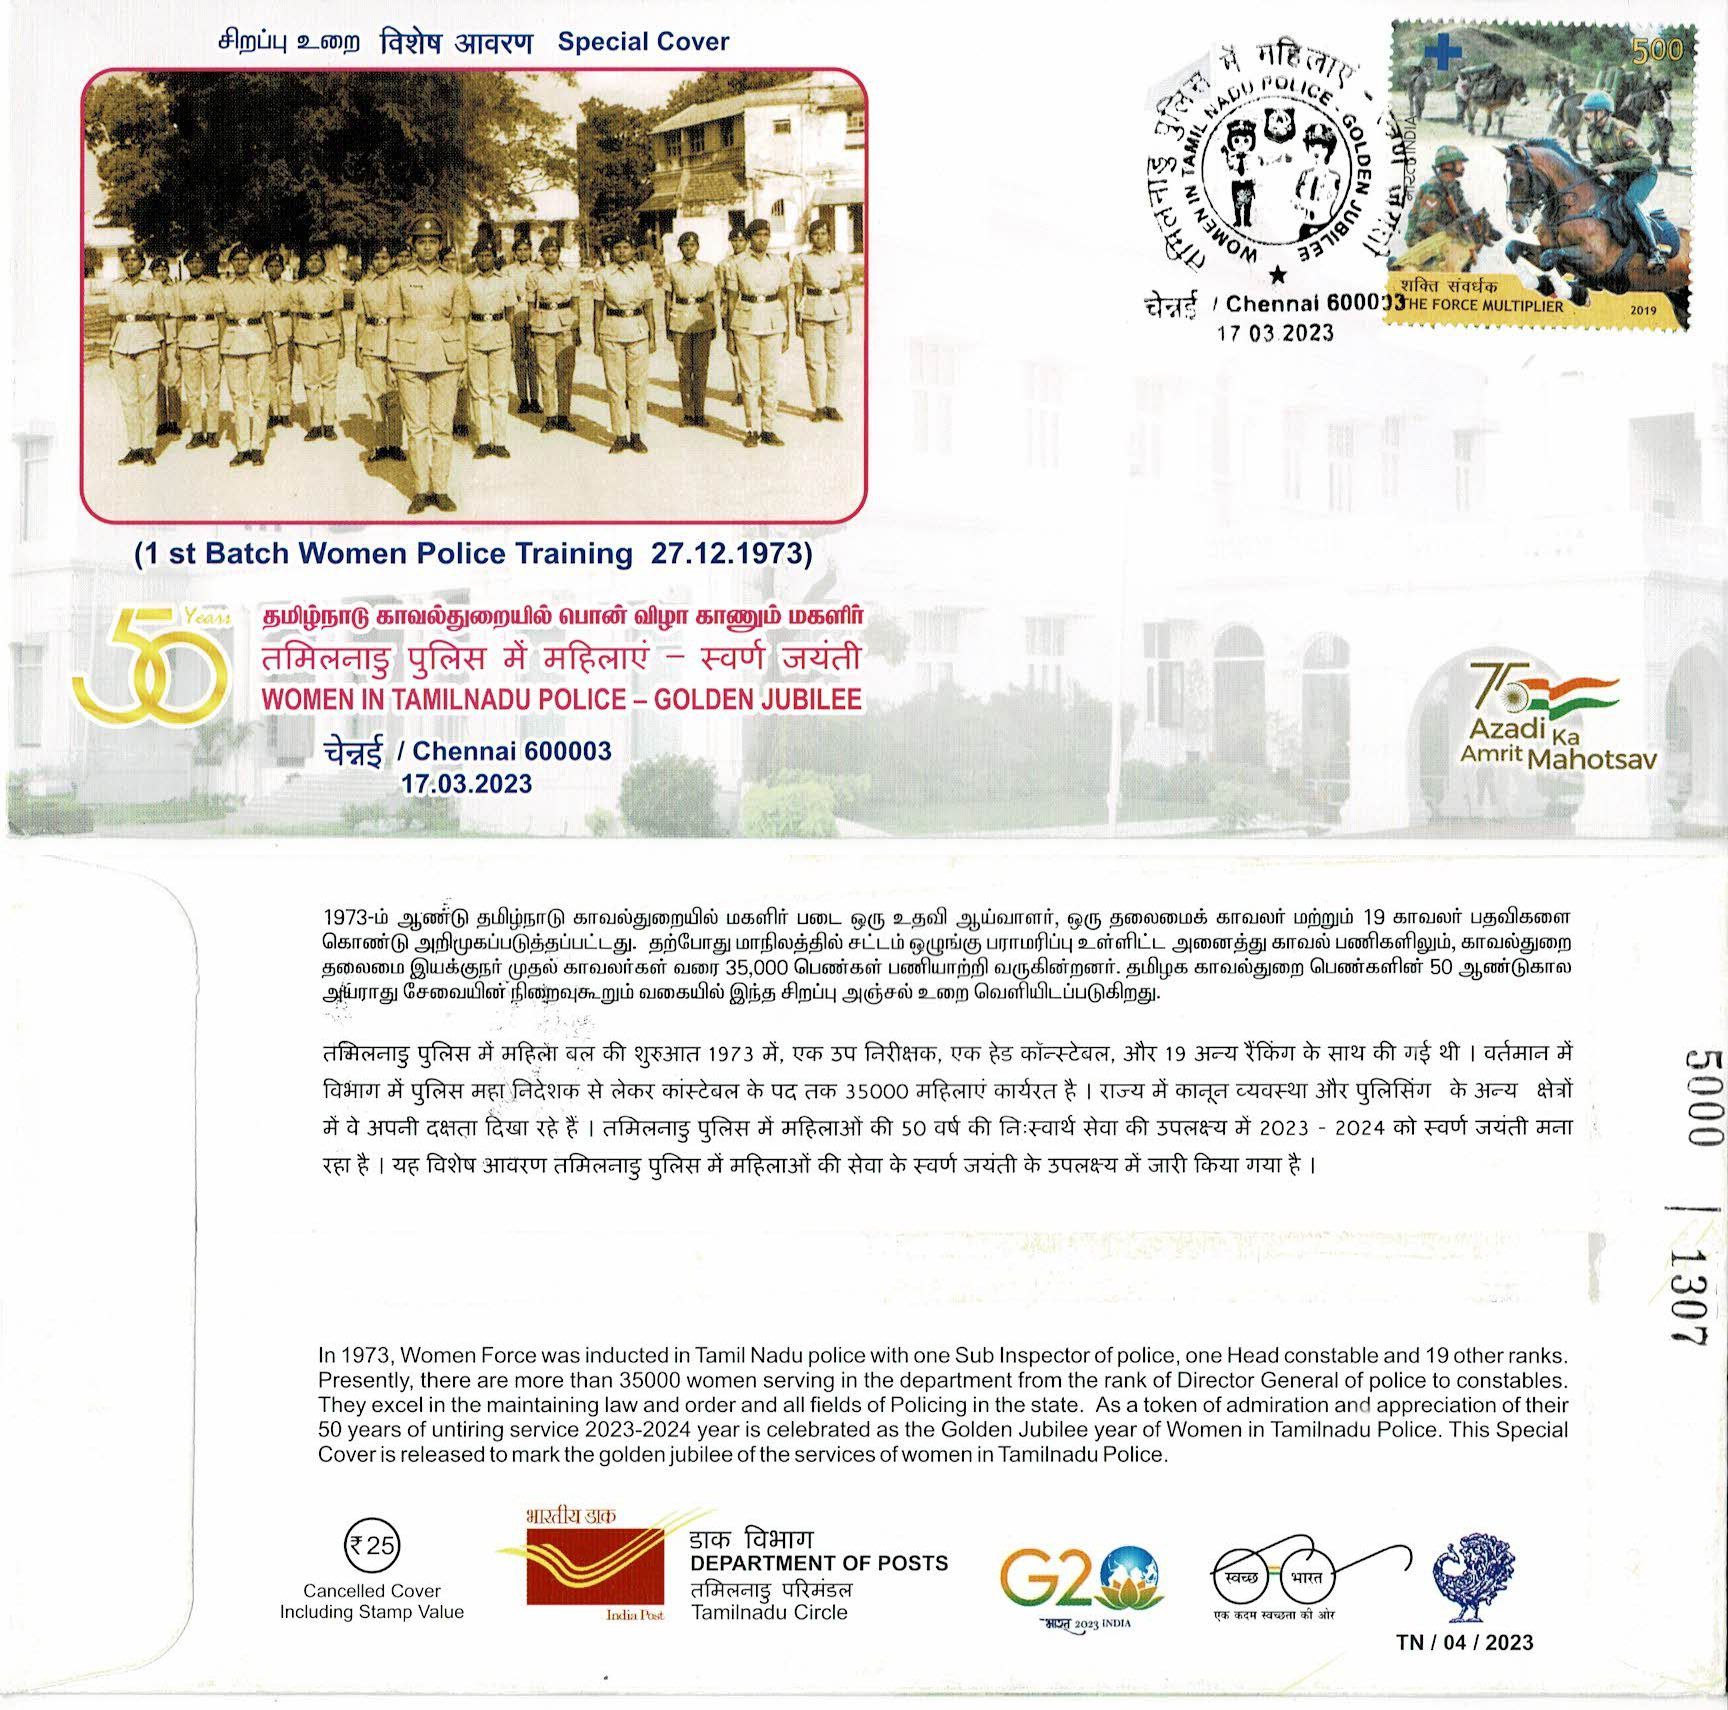 சிறப்பு உறை विशेष आवरण Special Cover
(1 st Batch Women Police Training 27.12.1973)
50 Years
தமிழ்நாடு காவல்துறையில் பொன் விழா காணும் மகளிர்
तमिलनाडु पुलिस में महिलाएं – स्वर्ण जयंती
WOMEN IN TAMILNADU POLICE – GOLDEN JUBILEE
चेन्नई / Chennai 600003
17.03.2023
तमिलनाडु पुलिस में महिलाएं -
WOMEN IN TAMIL NADU POLICE - GOLDEN JUBILEE
चेन्नई / Chennai 600003
17 03 2023
500
भारत INDIA
शक्ति संवर्धक
THE FORCE MULTIPLIER
2019
75
Azadi Ka
Amrit Mahotsav
1973-ம் ஆண்டு தமிழ்நாடு காவல்துறையில் மகளிர் படை ஒரு உதவி ஆய்வாளர், ஒரு தலைமைக் காவலர் மற்றும் 19 காவலர் பதவிகளை
கொண்டு அறிமுகப்படுத்தப்பட்டது. தற்போது மாநிலத்தில் சட்டம் ஒழுங்கு பராமரிப்பு உள்ளிட்ட அனைத்து காவல் பணிகளிலும், காவல்துறை
தலைமை இயக்குநர் முதல் காவலர்கள் வரை 35,000 பெண்கள் பணியாற்றி வருகின்றனர். தமிழக காவல்துறை பெண்களின் 50 ஆண்டுகால
அயராது சேவையின் நிறைவுகூறும் வகையில் இந்த சிறப்பு அஞ்சல் உறை வெளியிடப்படுகிறது.
तमिलनाडु पुलिस में महिला बल की शुरुआत 1973 में, एक उप निरीक्षक, एक हेड कॉन्स्टेबल, और 19 अन्य रैंकिंग के साथ की गई थी । वर्तमान में
विभाग में पुलिस महा निदेशक से लेकर कांस्टेबल के पद तक 35000 महिलाएं कार्यरत है । राज्य में कानून व्यवस्था और पुलिसिंग के अन्य क्षेत्रों
में वे अपनी दक्षता दिखा रहे हैं । तमिलनाडु पुलिस में महिलाओं की 50 वर्ष की निःस्वार्थ सेवा की उपलक्ष्य में 2023 - 2024 को स्वर्ण जयंती मना
रहा है । यह विशेष आवरण तमिलनाडु पुलिस में महिलाओं की सेवा के स्वर्ण जयंती के उपलक्ष्य में जारी किया गया है ।
5000 | 1307
In 1973, Women Force was inducted in Tamil Nadu police with one Sub Inspector of police, one Head constable and 19 other ranks.
Presently, there are more than 35000 women serving in the department from the rank of Director General of police to constables.
They excel in the maintaining law and order and all fields of Policing in the state. As a token of admiration and appreciation of their
50 years of untiring service 2023-2024 year is celebrated as the Golden Jubilee year of Women in Tamilnadu Police. This Special
Cover is released to mark the golden jubilee of the services of women in Tamilnadu Police.
₹ 25
Cancelled Cover
Including Stamp Value
भारतीय डाक
India Post
डाक विभाग
DEPARTMENT OF POSTS
तमिलनाडु परिमंडल
Tamilnadu Circle
G20
भारत 2023 INDIA
स्वच्छ भारत
एक कदम स्वच्छता की ओर
TN / 04 / 2023